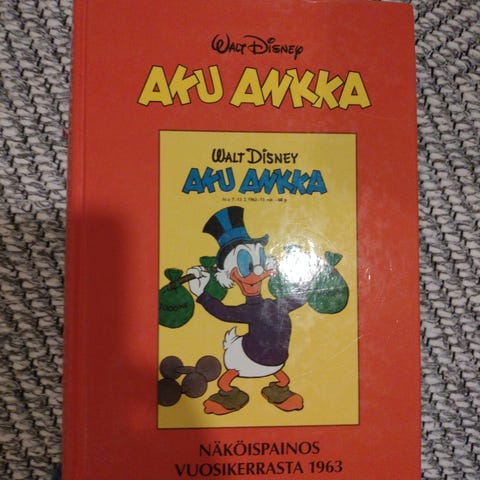 Walt Disney
AKU ANKKA
WALT DISNEY
AKU ANKKA
NÄKÖISPAINOS
VUOSIKERRASTA 1963